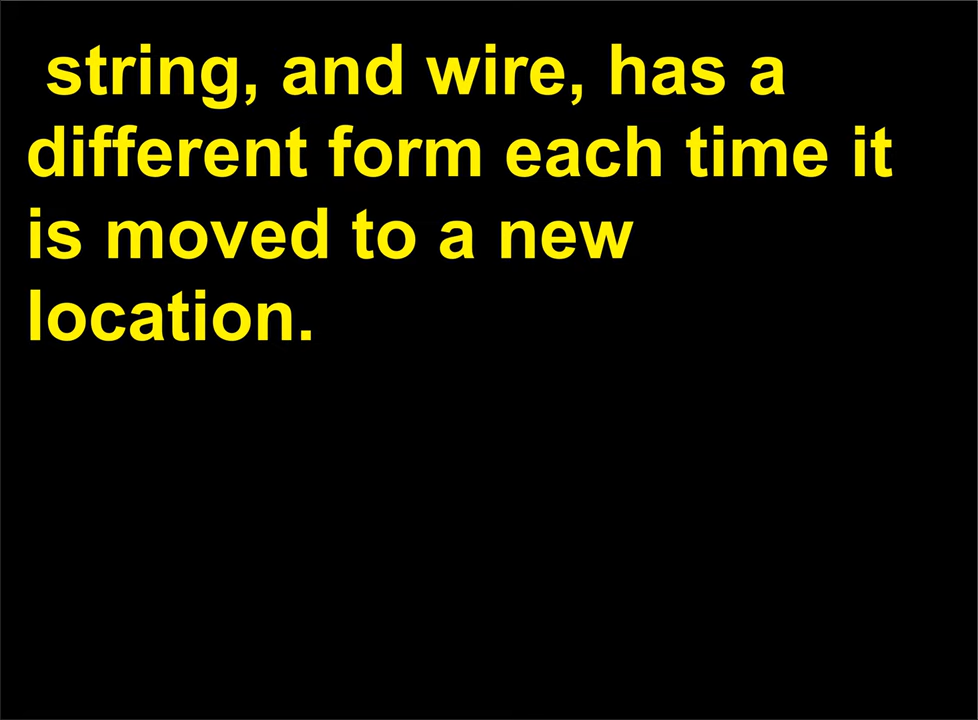 string, and wire, has a
different form each time it
is moved to a new
location.